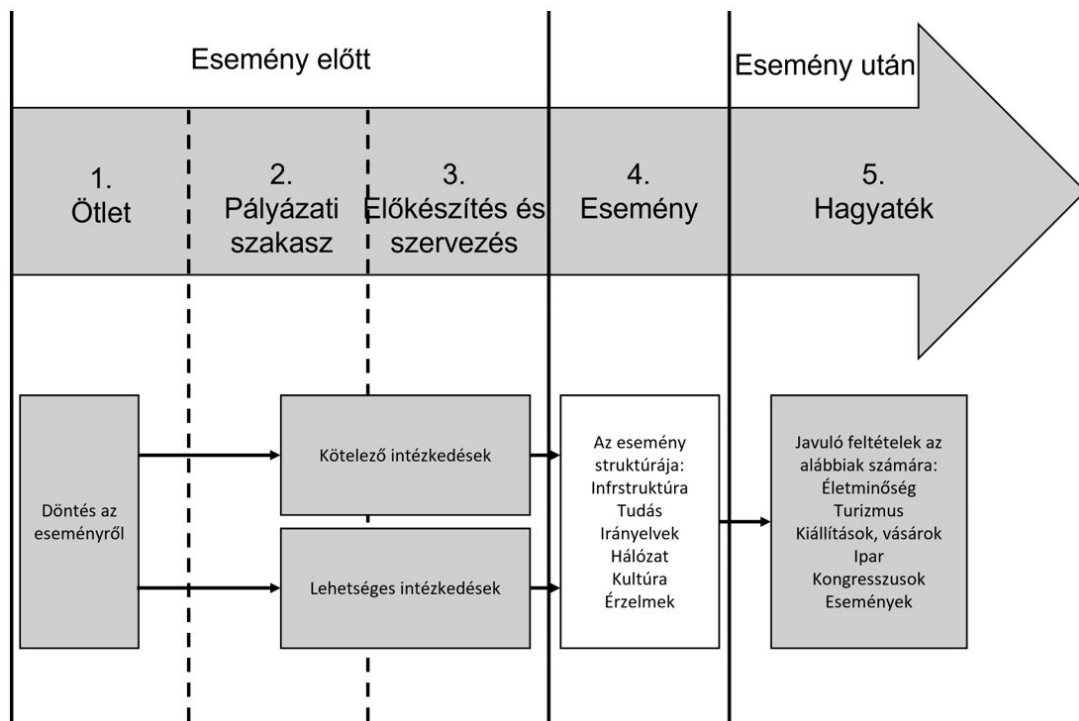 Esemény előtt
Esemény után
1.
Ötlet
2.
Pályázati
szakasz
3.
Előkészítés és
szervezés
4.
Esemény
5.
Hagyaték
Döntés az
eseményről
Kötelező intézkedések
Lehetséges intézkedések
Az esemény
struktúrája:
Infrstruktúra
Tudás
Irányelvek
Hálózat
Kultúra
Érzelmek
Javuló feltételek az
alábbiak számára:
Életminőség
Turizmus
Kiállítások, vásárok
Ipar
Kongresszusok
Események